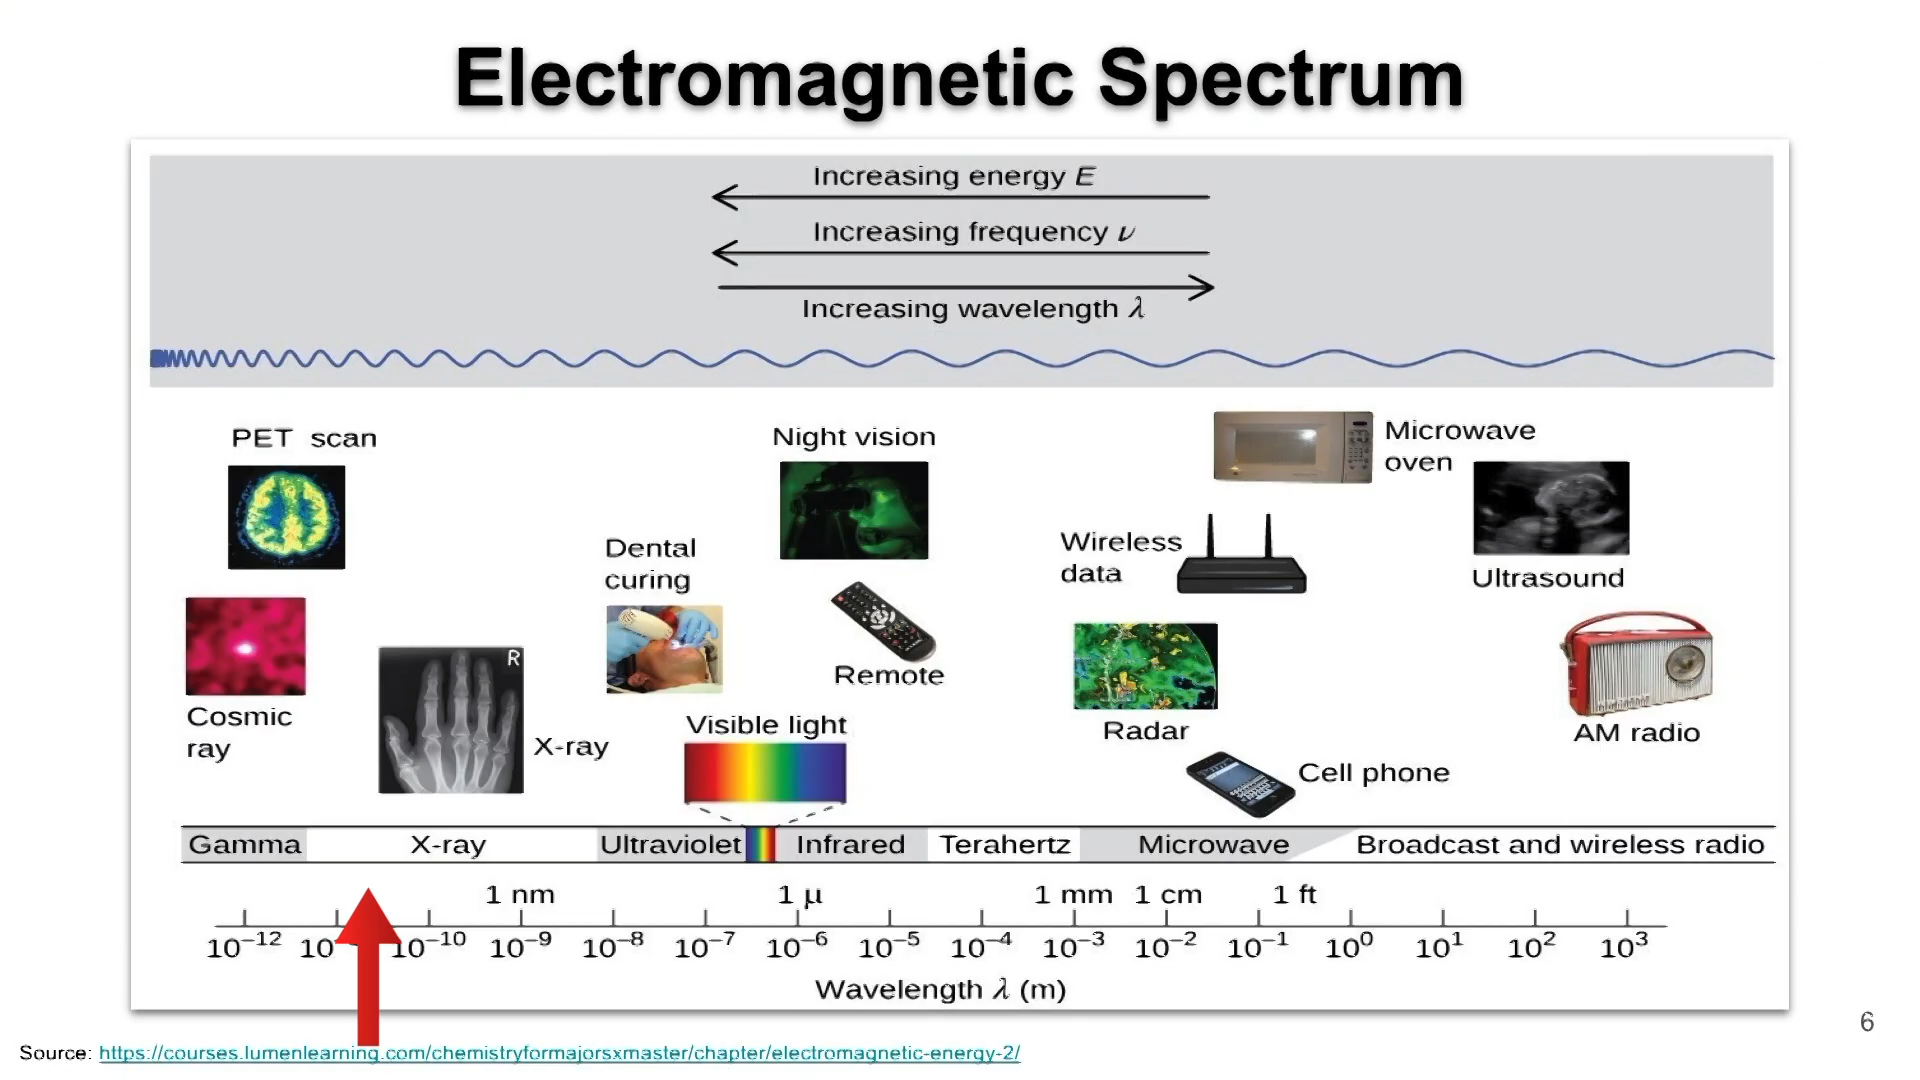 Electromagnetic Spectrum
Increasing energy E
Increasing frequency ν
Increasing wavelength λ
PET scan
Night vision
Microwave
oven
Dental
curing
Wireless
data
Ultrasound
Remote
Cosmic
ray
X-ray
R
Visible light
Radar
AM radio
Cell phone
Gamma X-ray Ultraviolet Infrared Terahertz Microwave Broadcast and wireless radio
1 nm 1 μ 1 mm 1 cm 1 ft
10⁻¹² 10 10⁻¹⁰ 10⁻⁹ 10⁻⁸ 10⁻⁷ 10⁻⁶ 10⁻⁵ 10⁻⁴ 10⁻³ 10⁻² 10⁻¹ 10⁰ 10¹ 10² 10³
Wavelength λ (m)
6
Source: https://courses.lumenlearning.com/chemistryformajorsxmaster/chapter/electromagnetic-energy-2/